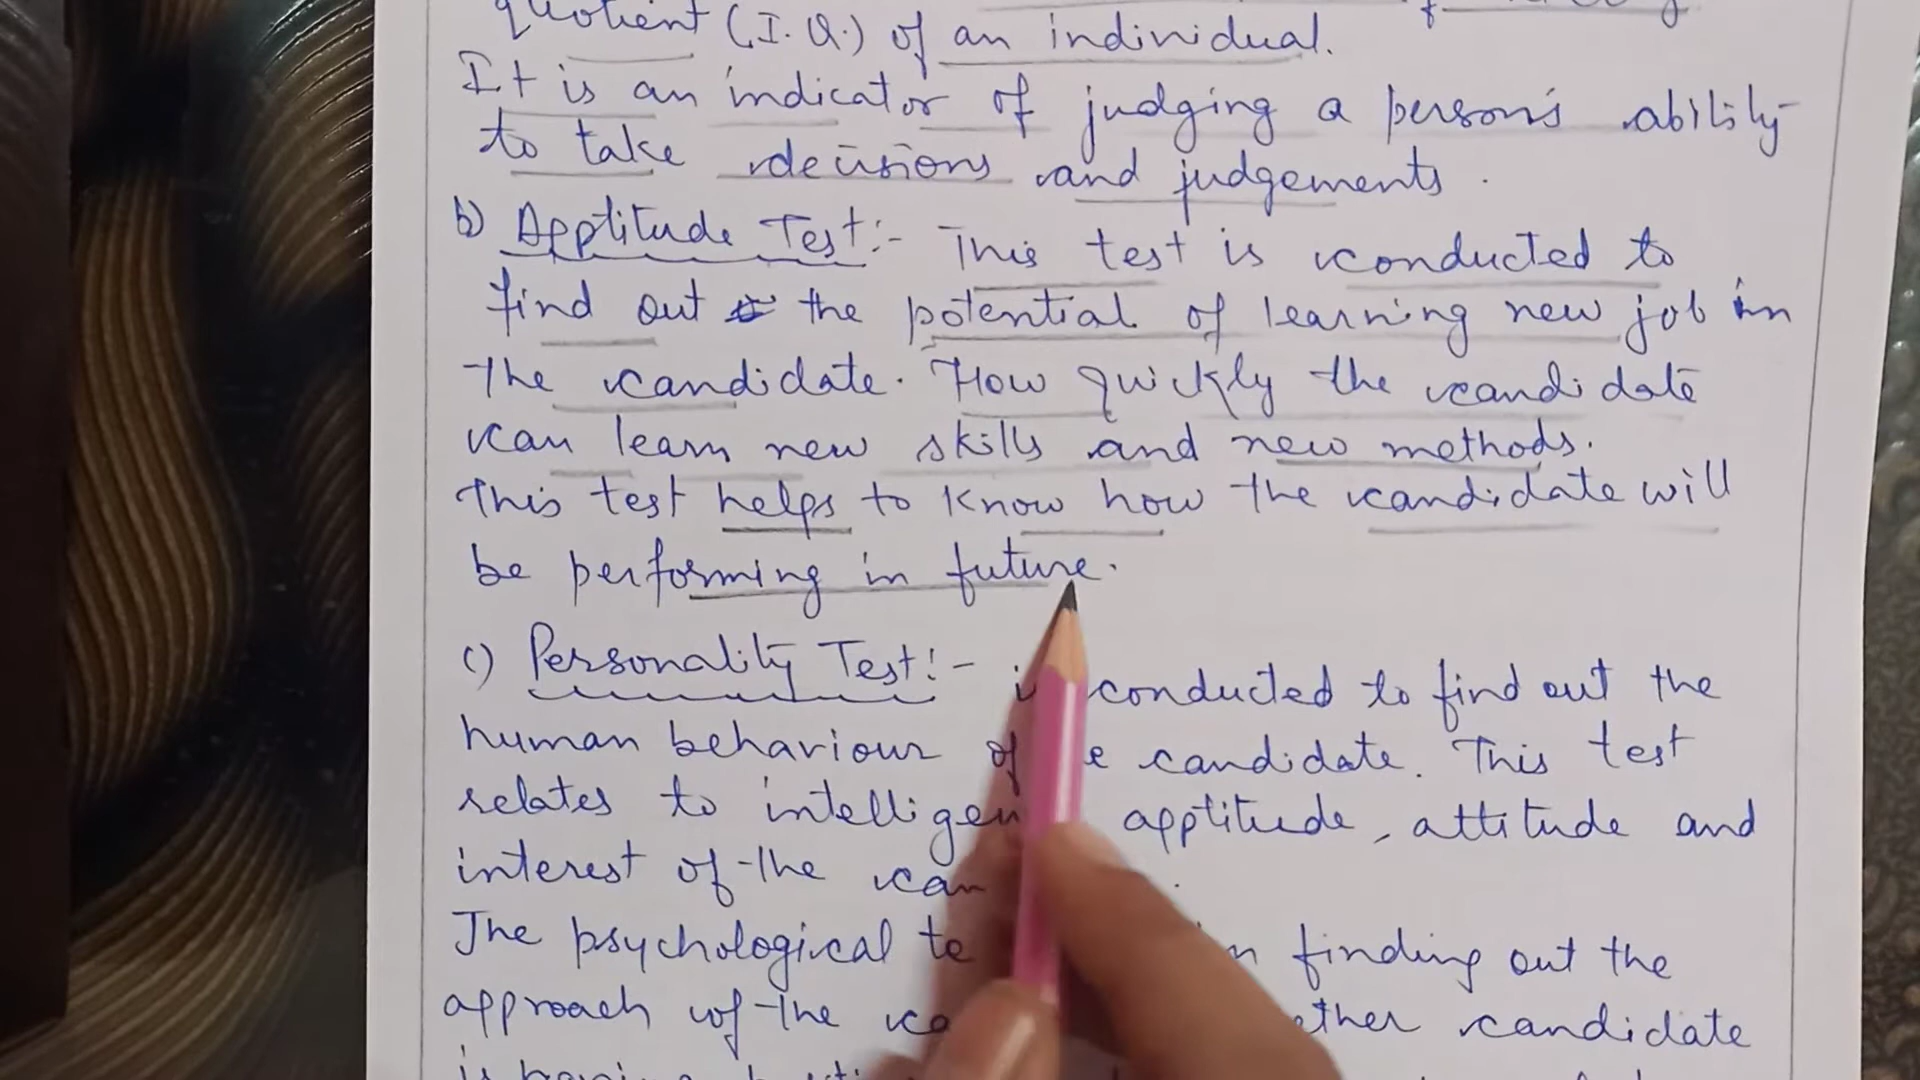 quotient (I.Q.) of an individual.
It is an indicator of judging a person's ability
to take decisions and judgements.
b) Apptitude Test:- This test is conducted to
find out the potential of learning new job in
the candidate. How quickly the candidate
can learn new skills and new methods.
This test helps to know how the candidate will
be performing in future.
c) Personality Test:- conducted to find out the
human behaviour of candidate. This test
relates to apptitude, attitude and
interest of the
The psychological finding out the
approach of the candidate